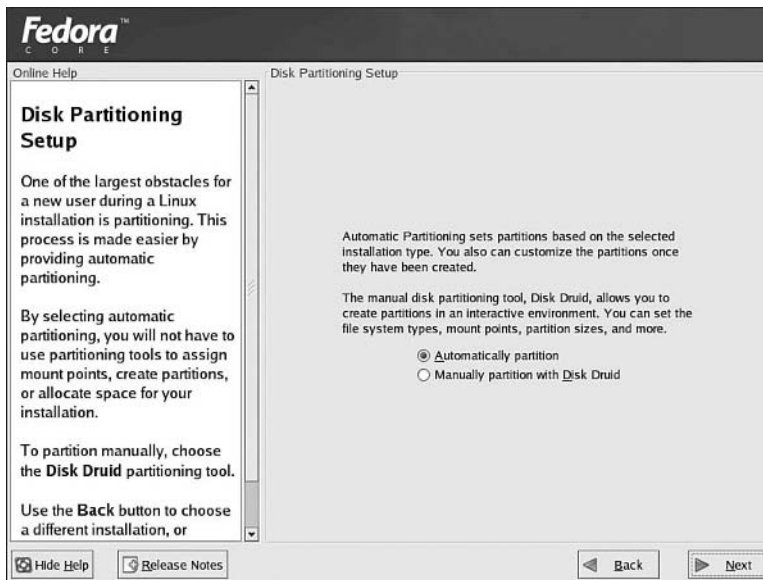 Fedora™
CORE
Online Help
Disk Partitioning
Setup
One of the largest obstacles for
a new user during a Linux
installation is partitioning. This
process is made easier by
providing automatic
partitioning.
By selecting automatic
partitioning, you will not have to
use partitioning tools to assign
mount points, create partitions,
or allocate space for your
installation.
To partition manually, choose
the Disk Druid partitioning tool.
Use the Back button to choose
a different installation, or
Disk Partitioning Setup
Automatic Partitioning sets partitions based on the selected
installation type. You also can customize the partitions once
they have been created.
The manual disk partitioning tool, Disk Druid, allows you to
create partitions in an interactive environment. You can set the
file system types, mount points, partition sizes, and more.
Automatically partition
Manually partition with Disk Druid
Hide Help
Release Notes
Back
Next